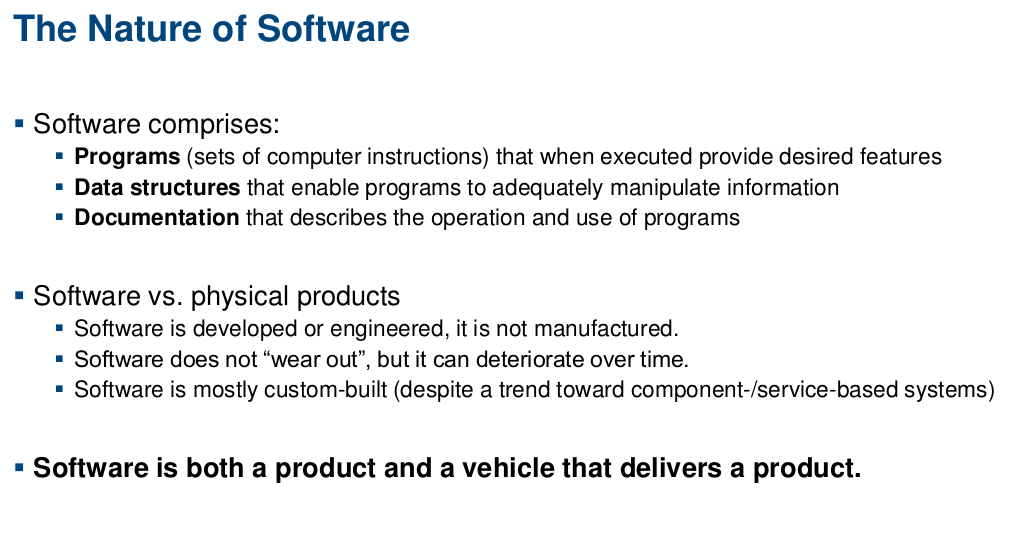 The Nature of Software
▪ Software comprises:
▪ Programs (sets of computer instructions) that when executed provide desired features
▪ Data structures that enable programs to adequately manipulate information
▪ Documentation that describes the operation and use of programs
▪ Software vs. physical products
▪ Software is developed or engineered, it is not manufactured.
▪ Software does not “wear out”, but it can deteriorate over time.
▪ Software is mostly custom-built (despite a trend toward component-/service-based systems)
▪ Software is both a product and a vehicle that delivers a product.